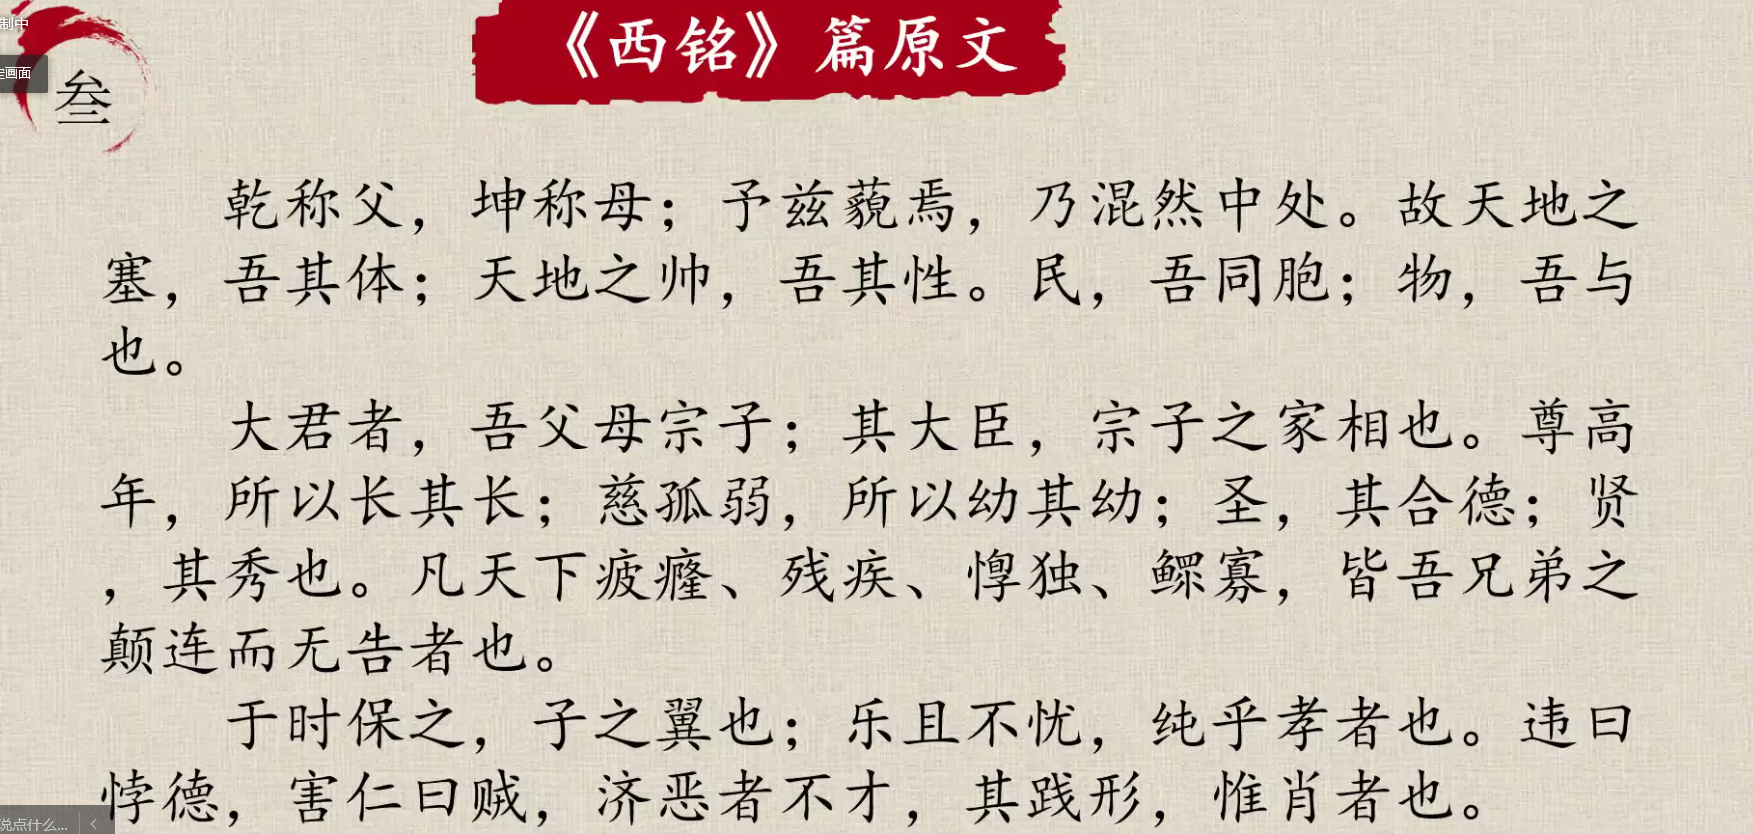 制中
《西铭》篇原文
画面
叁
乾称父，坤称母；予兹藐焉，乃混然中处。故天地之
塞，吾其体；天地之帅，吾其性。民，吾同胞；物，吾与
也。
大君者，吾父母宗子；其大臣，宗子之家相也。尊高
年，所以长其长；慈孤弱，所以幼其幼；圣，其合德；贤
，其秀也。凡天下疲癃、残疾、惸独、鳏寡，皆吾兄弟之
颠连而无告者也。
于时保之，子之翼也；乐且不忧，纯乎孝者也。违曰
悖德，害仁曰贼，济恶者不才，其践形，惟肖者也。
说点什么...